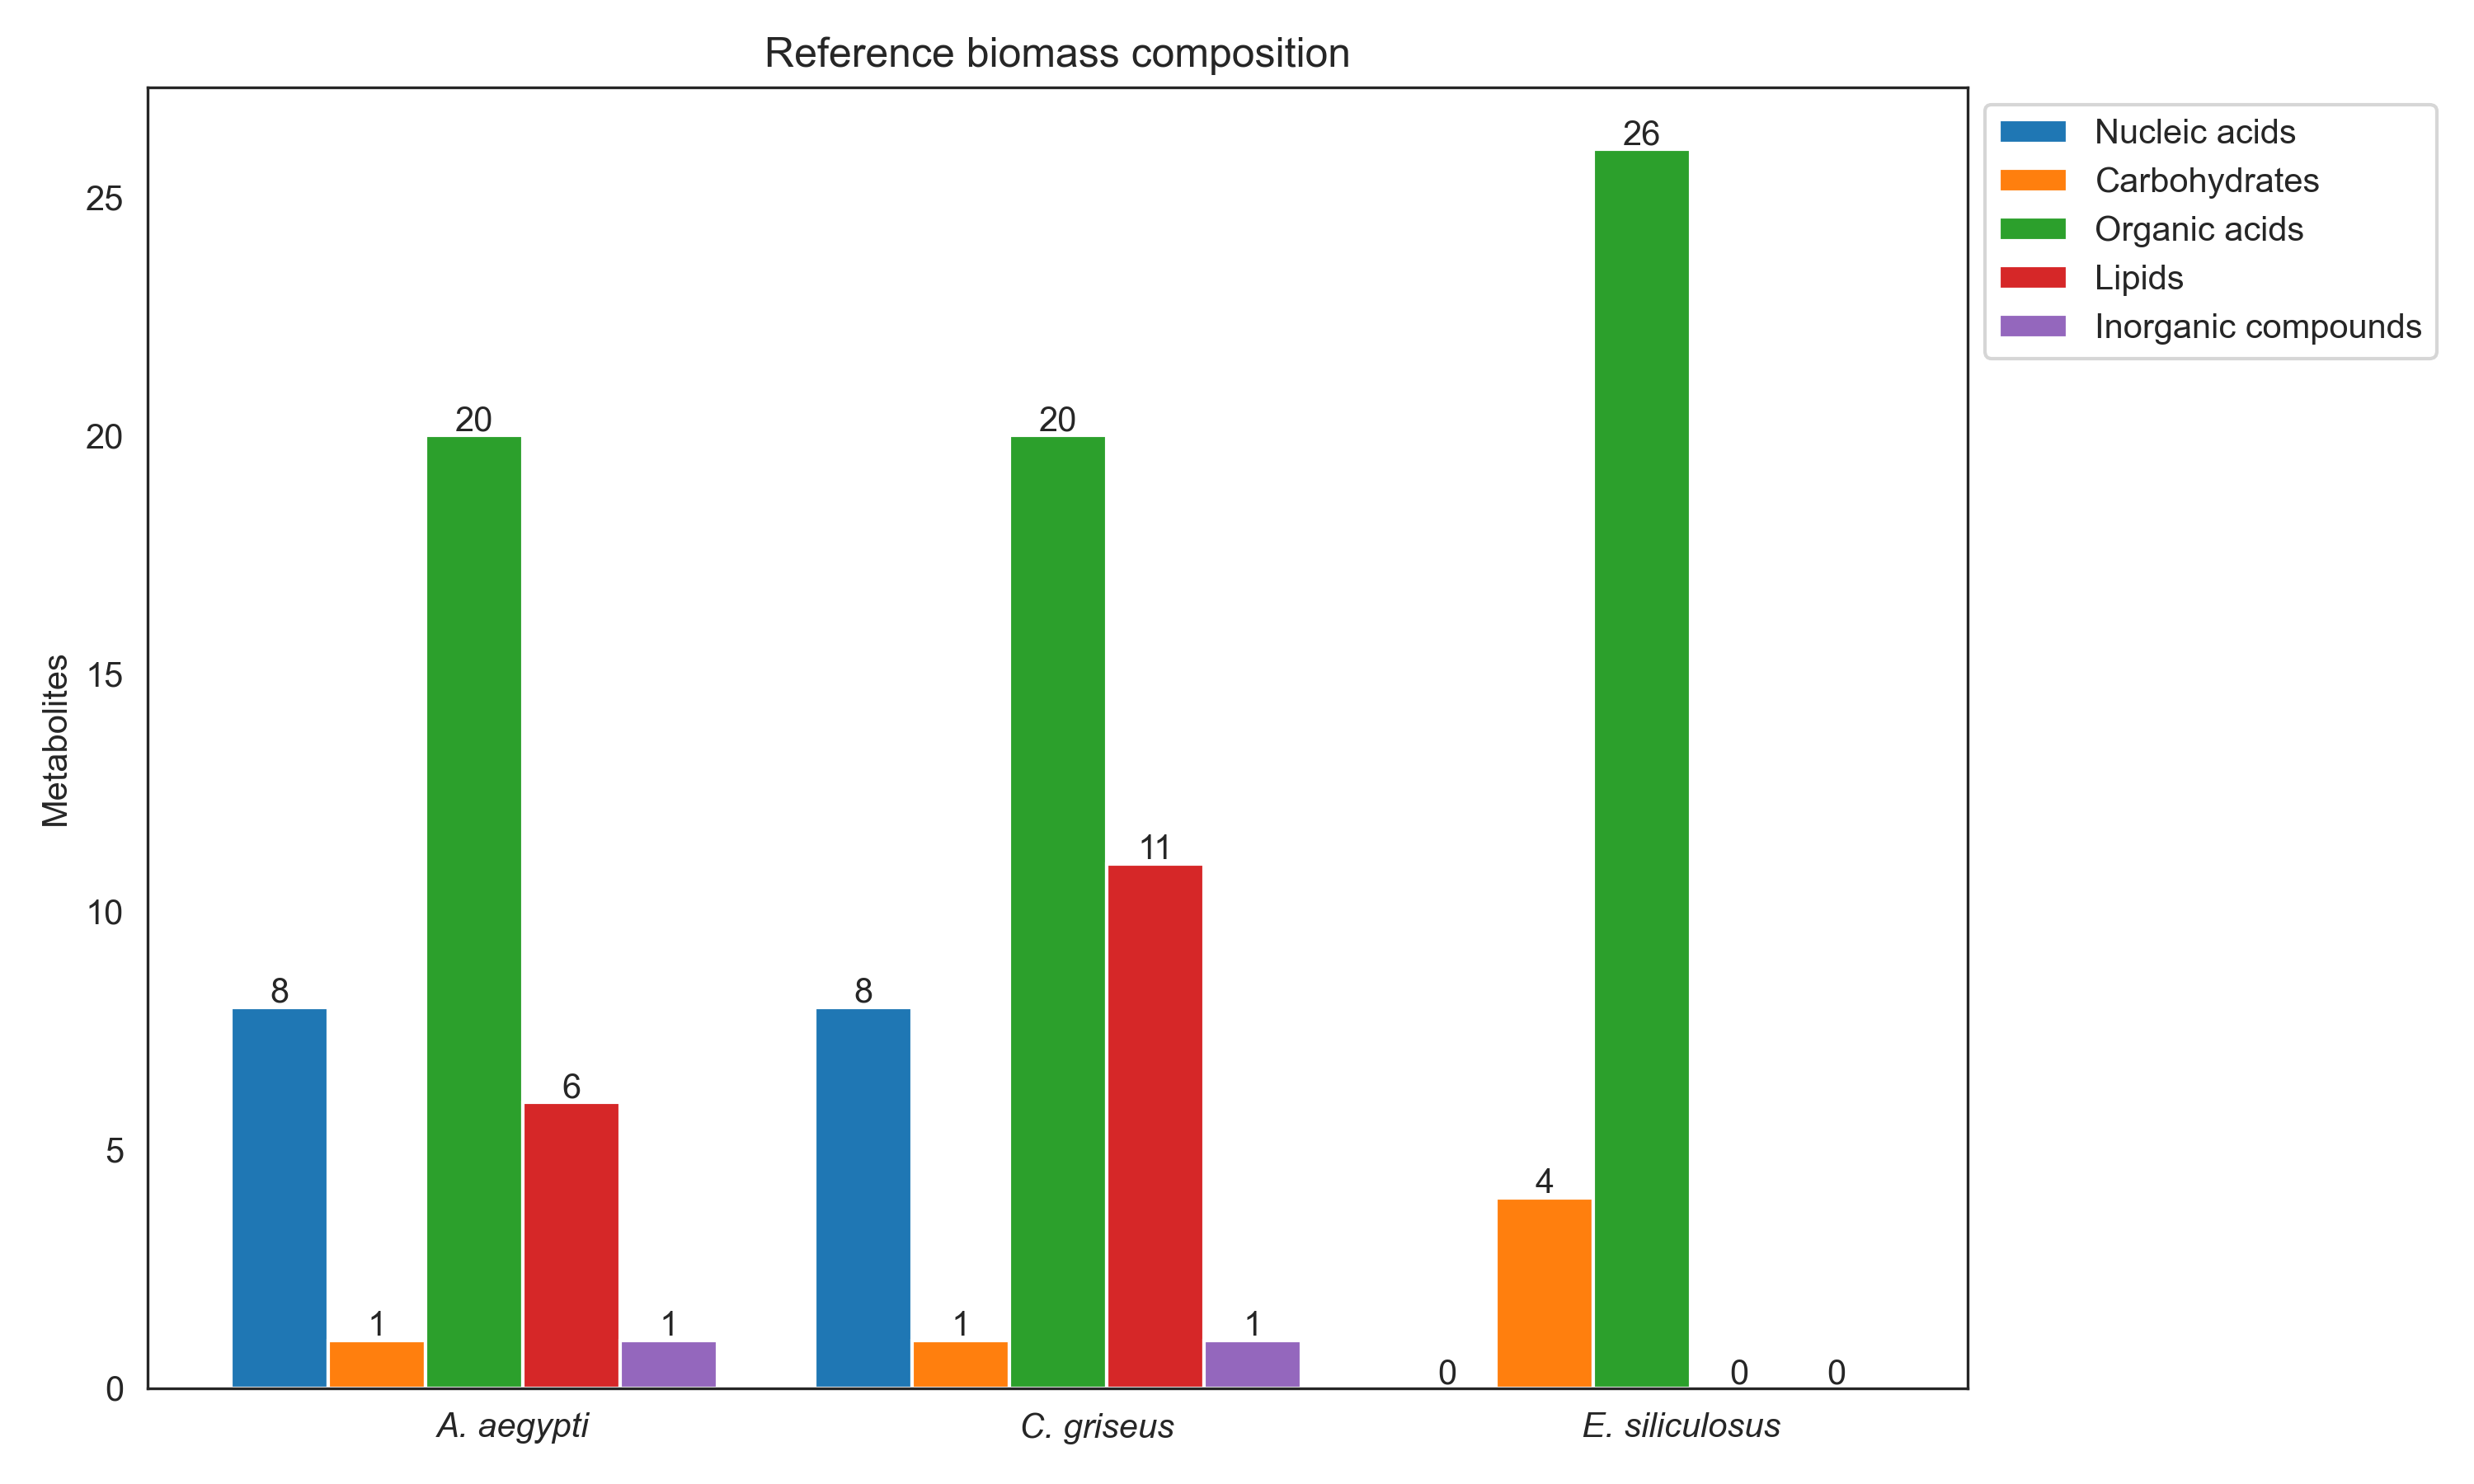 Reference biomass composition
Nucleic acids
Carbohydrates
Organic acids
Lipids
Inorganic compounds
Metabolites
25
20
15
10
5
0
8
1
20
6
1
8
1
20
11
1
0
4
26
0
0
A. aegypti
C. griseus
E. siliculosus